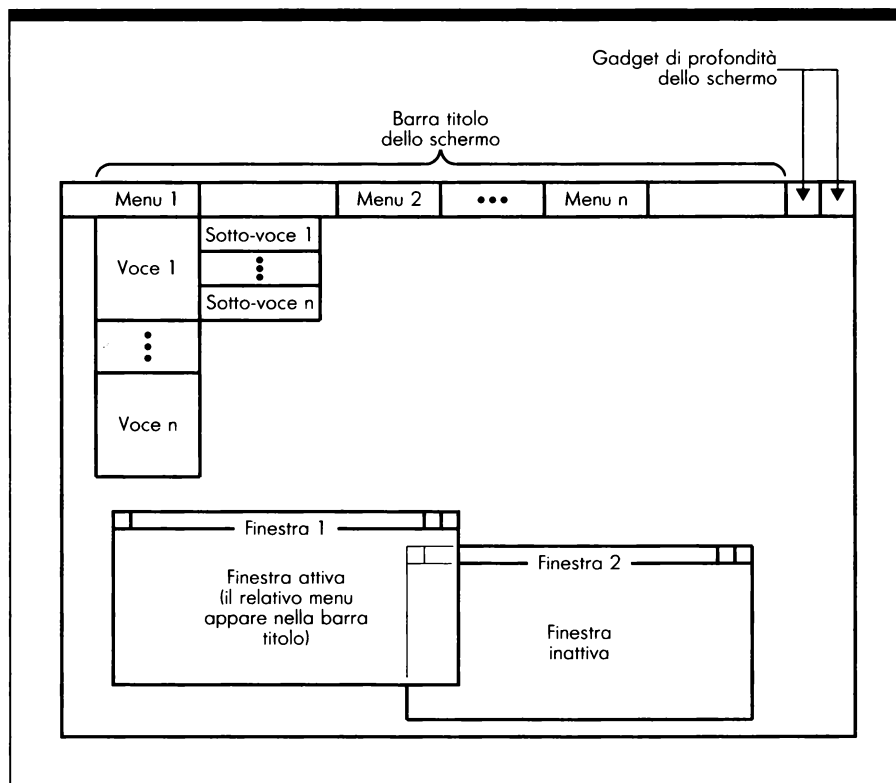 Gadget di profondità
dello schermo
Barra titolo
dello schermo
Menu 1
Menu 2
•••
Menu n
Voce 1
Sotto-voce 1
Sotto-voce n
Voce n
Finestra 1
Finestra attiva
(il relativo menu
appare nella barra
titolo)
Finestra 2
Finestra
inattiva